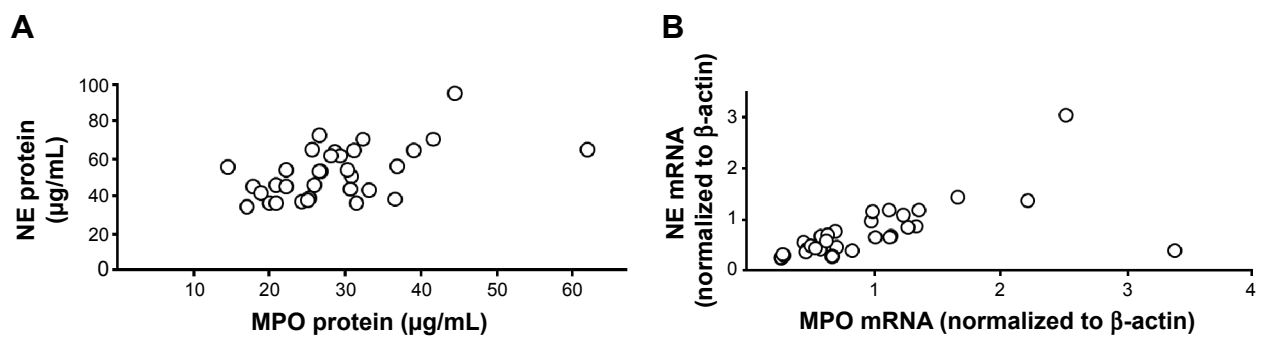 A
NE protein
(µg/mL)
100
80
60
40
20
0
10 20 30 40 50 60
MPO protein (µg/mL)
B
NE mRNA
(normalized to β-actin)
3
2
1
0
1 2 3 4
MPO mRNA (normalized to β-actin)